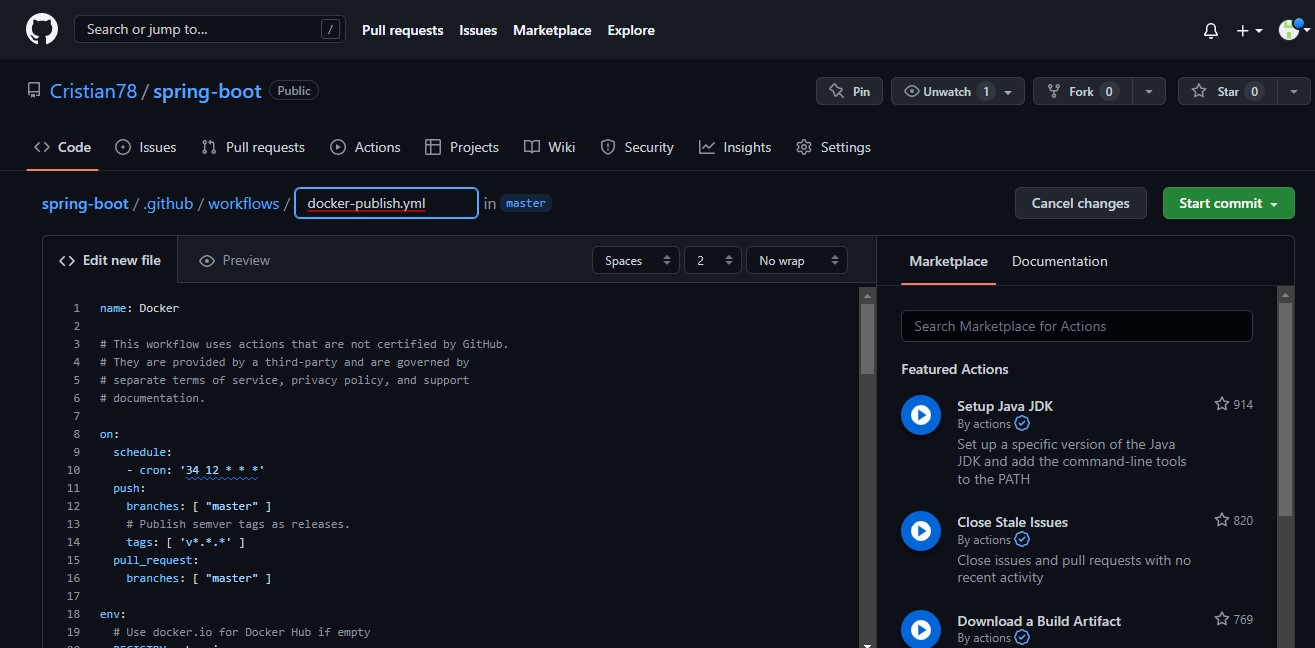 Search or jump to... /
Pull requests Issues Marketplace Explore
Cristian78 / spring-boot Public
Pin Unwatch 1 Fork 0 Star 0
Code Issues Pull requests Actions Projects Wiki Security Insights Settings
spring-boot / .github / workflows / docker-publish.yml in master
Cancel changes Start commit
Edit new file Preview Spaces 2 No wrap
1 name: Docker
2
3 # This workflow uses actions that are not certified by GitHub.
4 # They are provided by a third-party and are governed by
5 # separate terms of service, privacy policy, and support
6 # documentation.
7
8 on:
9 schedule:
10 - cron: '34 12 * * *'
11 push:
12 branches: [ "master" ]
13 # Publish semver tags as releases.
14 tags: [ 'v*.*.*' ]
15 pull_request:
16 branches: [ "master" ]
17
18 env:
19 # Use docker.io for Docker Hub if empty
Marketplace Documentation
Search Marketplace for Actions
Featured Actions
Setup Java JDK 914
By actions
Set up a specific version of the Java
JDK and add the command-line tools
to the PATH
Close Stale Issues 820
By actions
Close issues and pull requests with no
recent activity
Download a Build Artifact 769
By actions